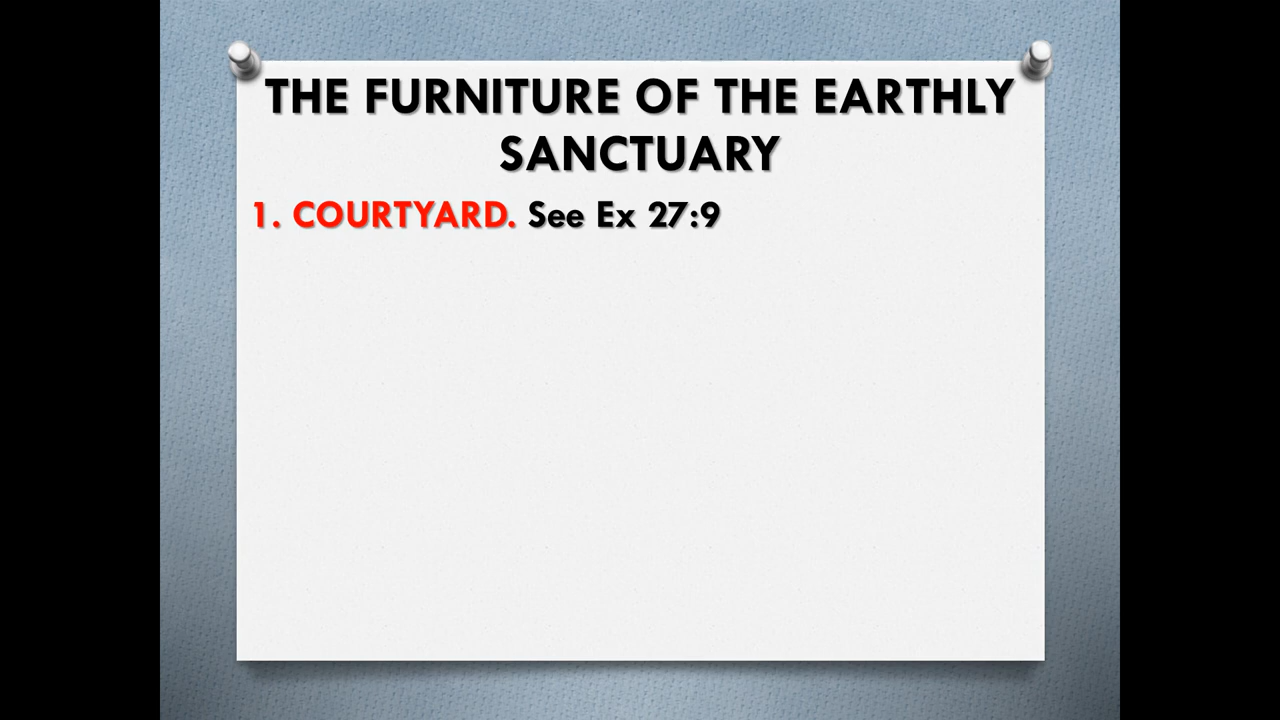 THE FURNITURE OF THE EARTHLY
SANCTUARY
1. COURTYARD. See Ex 27:9